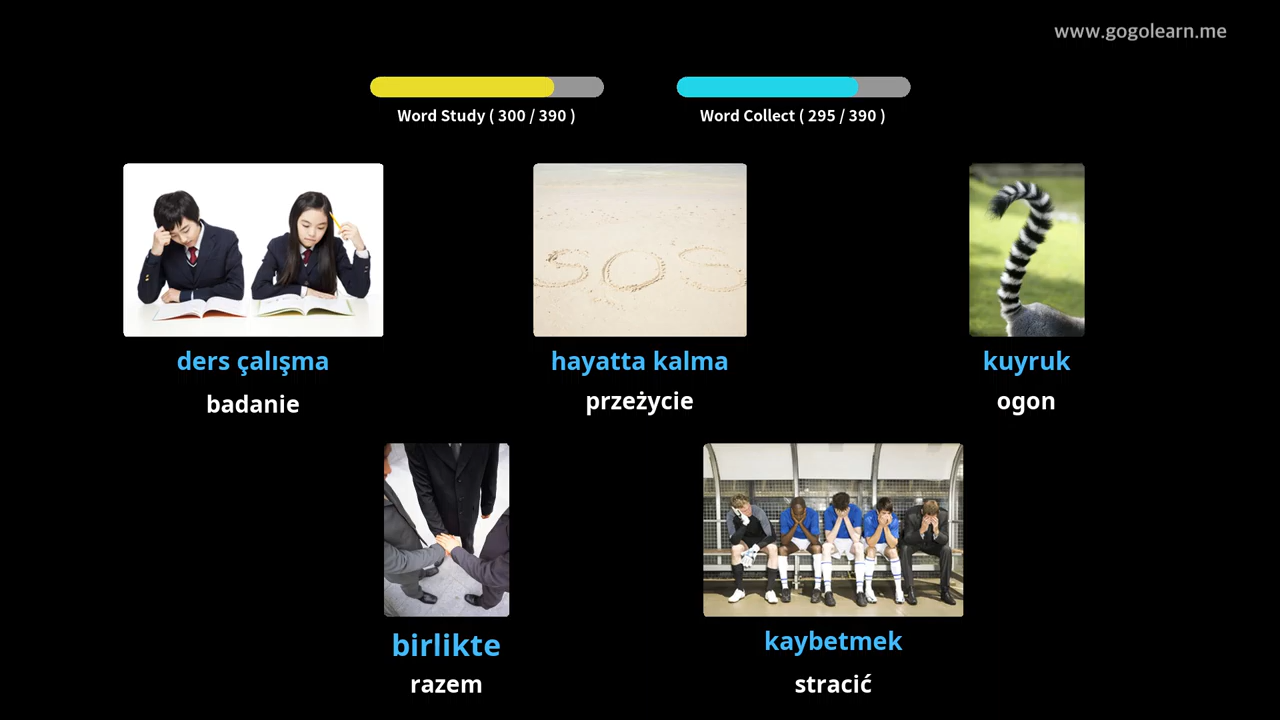 www.gogolearn.me
Word Study ( 300 / 390 )
Word Collect ( 295 / 390 )
SOS
ders çalışma
badanie
hayatta kalma
przeżycie
kuyruk
ogon
birlikte
razem
kaybetmek
stracić